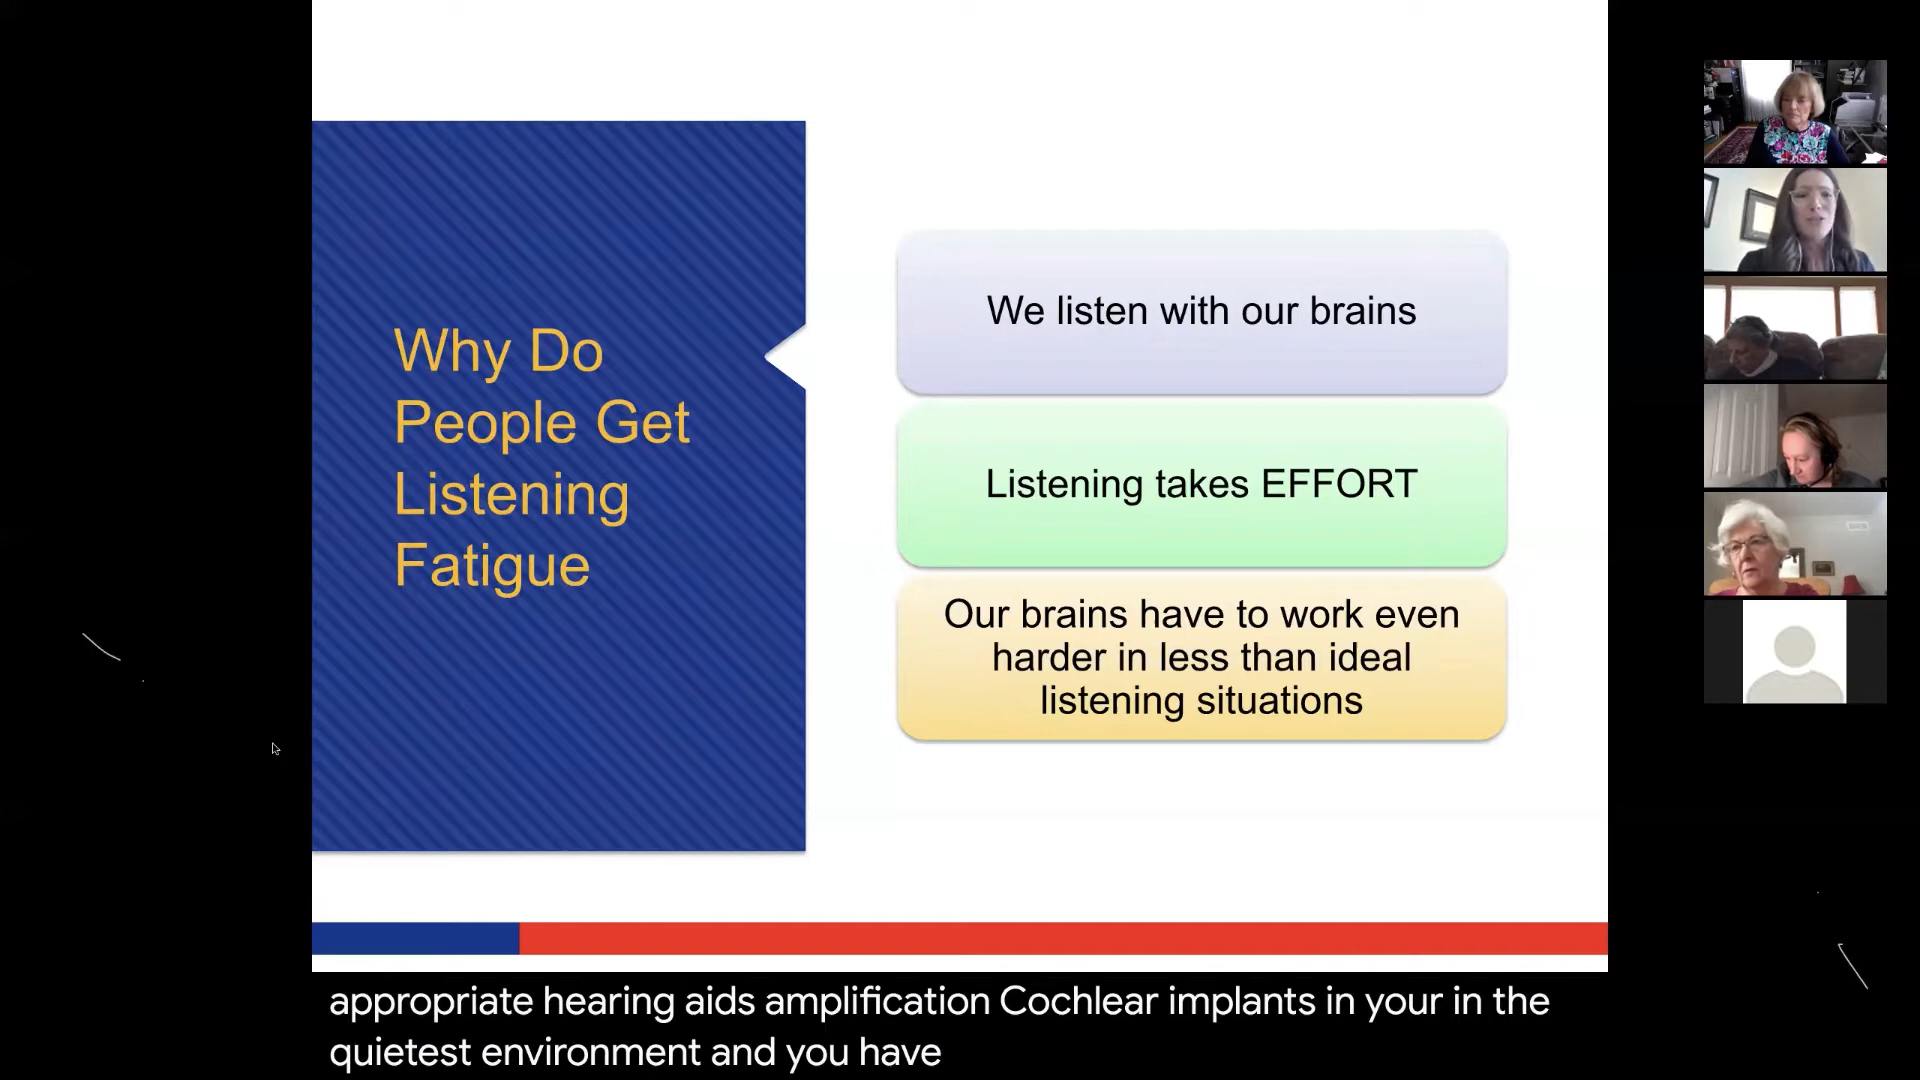 Why Do
People Get
Listening
Fatigue
We listen with our brains
Listening takes EFFORT
Our brains have to work even
harder in less than ideal
listening situations
appropriate hearing aids amplification Cochlear implants in your in the
quietest environment and you have